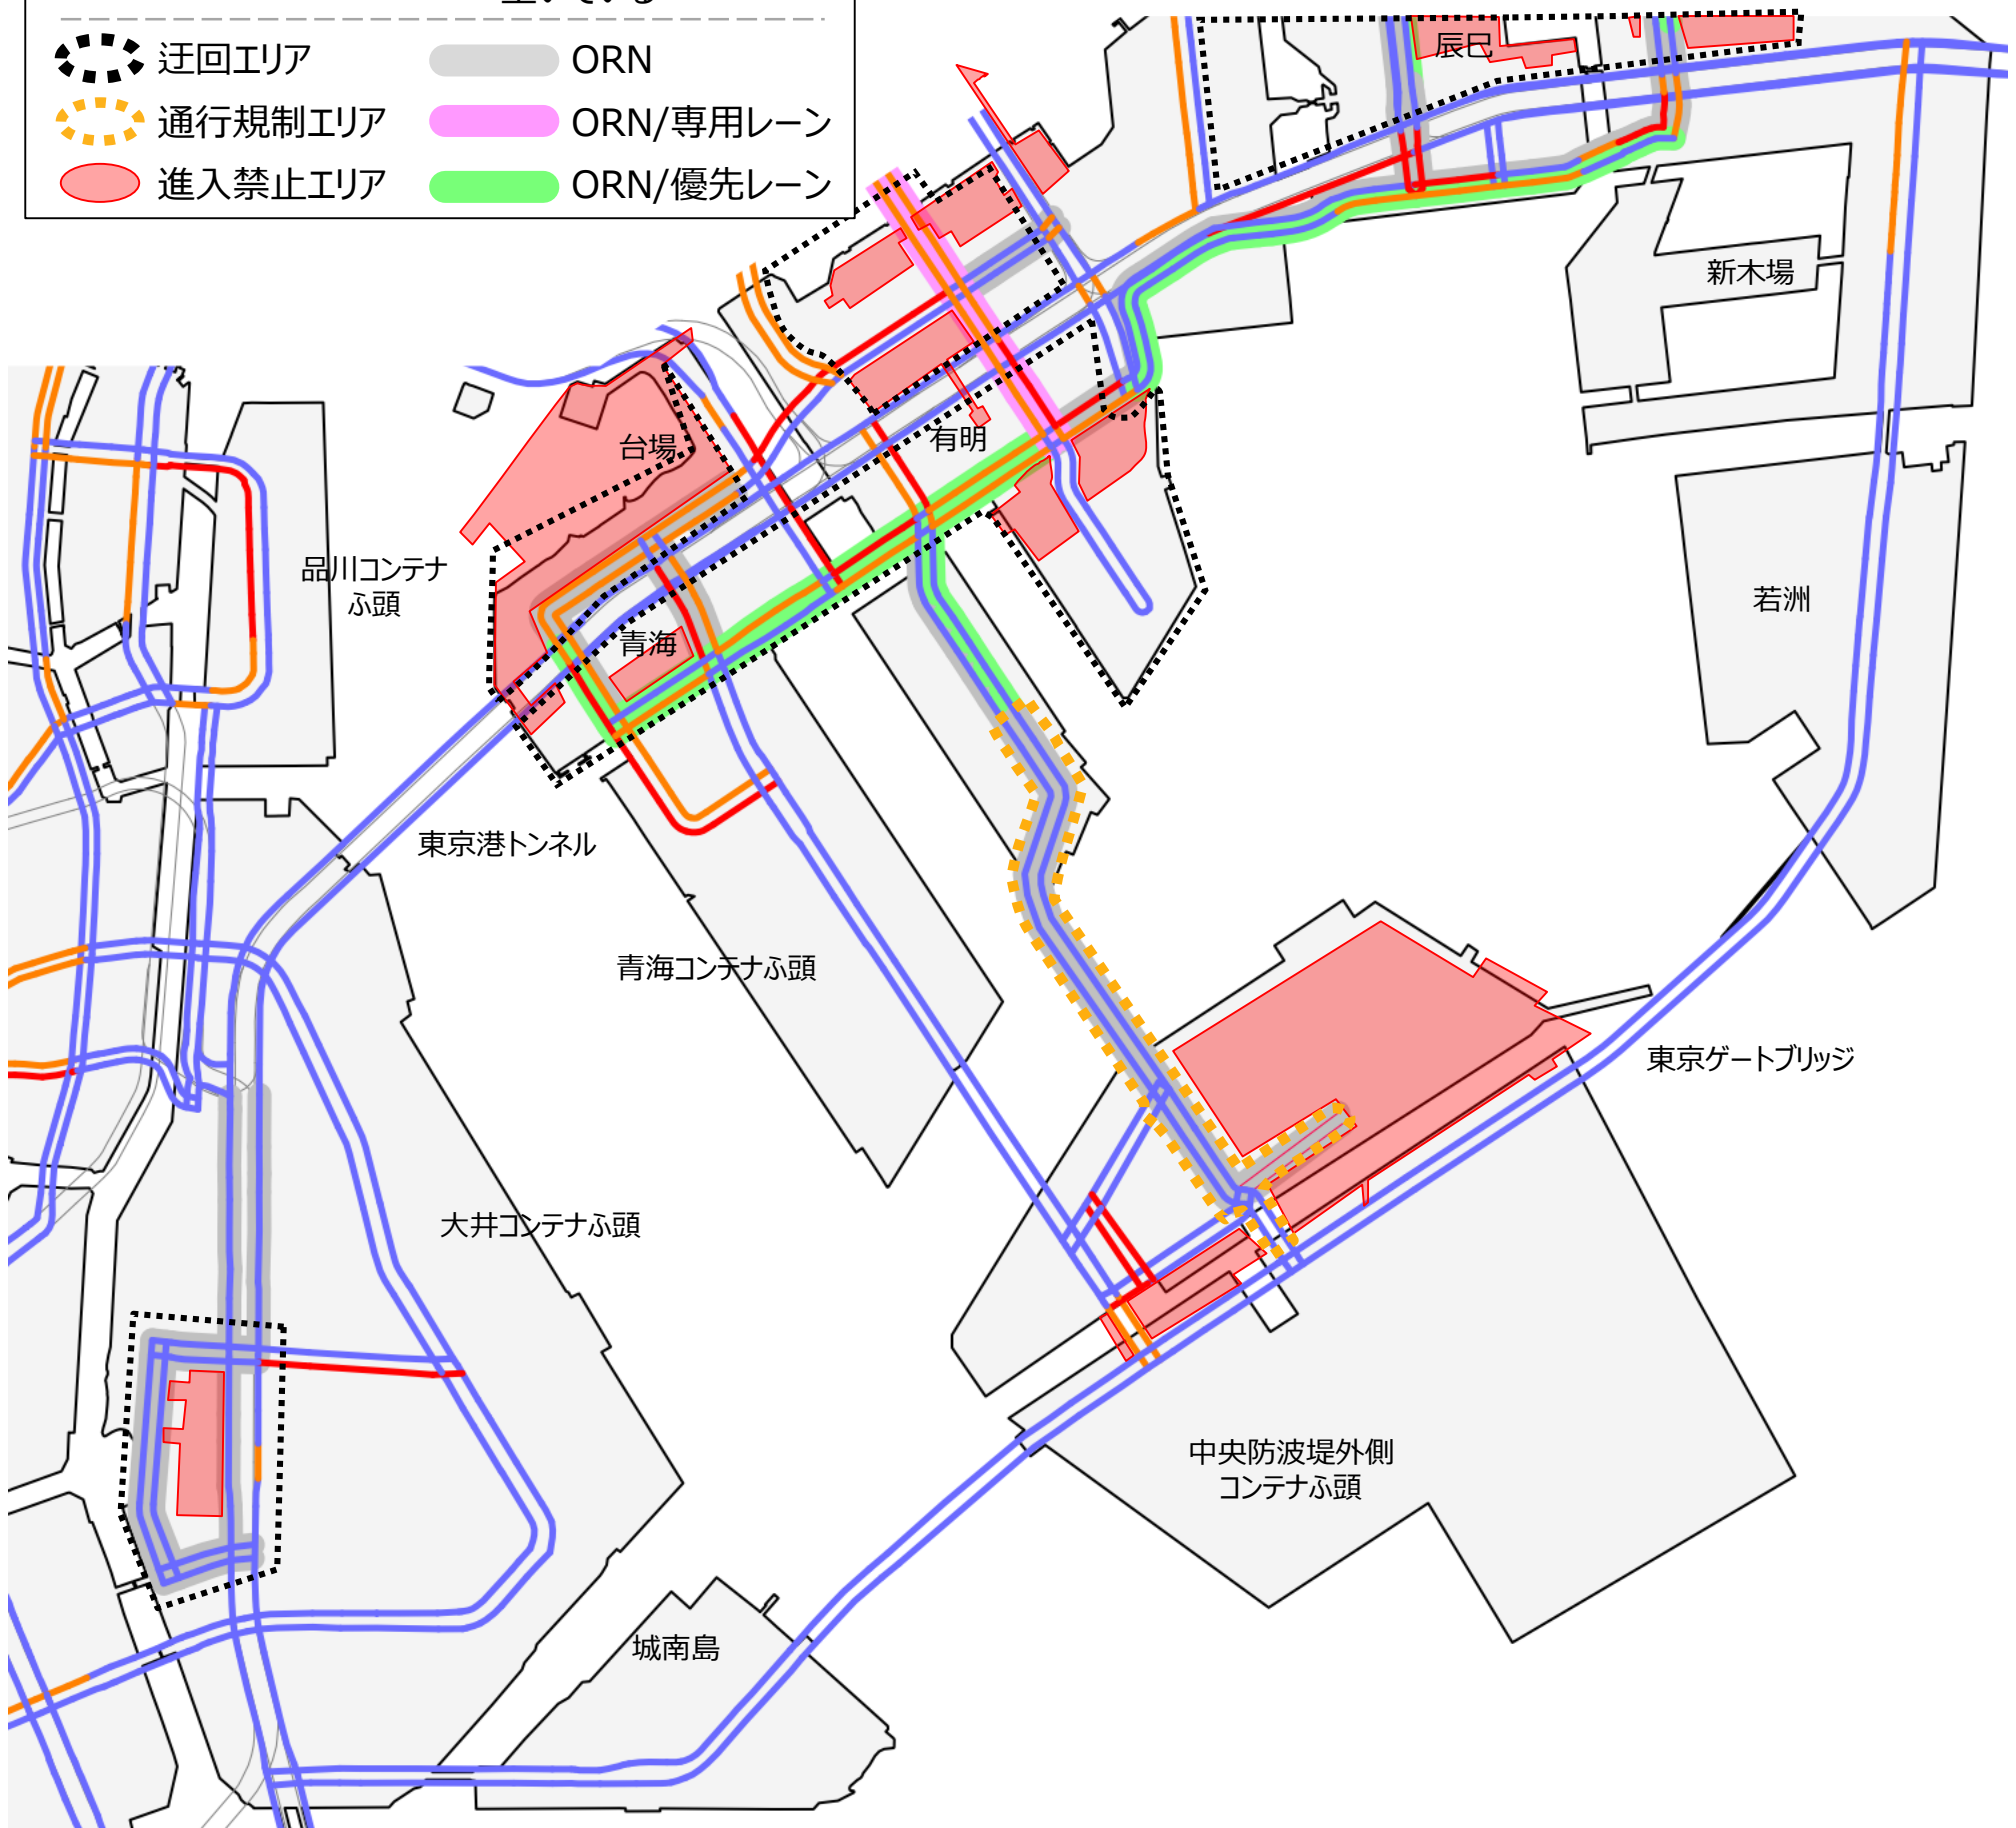 空いている
迂回エリア
ORN
通行規制エリア
ORN/専用レーン
進入禁止エリア
ORN/優先レーン
辰巳
新木場
有明
台場
品川コンテナ
ふ頭
若洲
青海
東京港トンネル
青海コンテナふ頭
東京ゲートブリッジ
大井コンテナふ頭
中央防波堤外側
コンテナふ頭
城南島